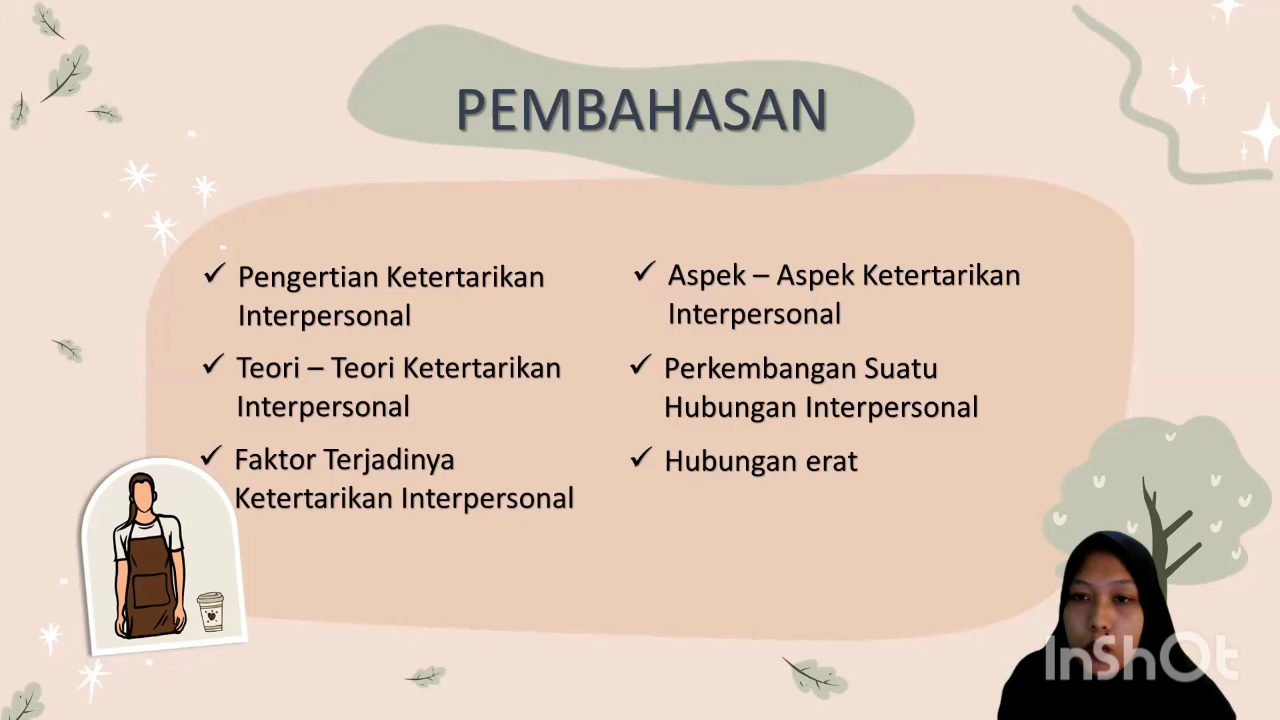 PEMBAHASAN
Pengertian Ketertarikan
Interpersonal
Teori – Teori Ketertarikan
Interpersonal
Faktor Terjadinya
Ketertarikan Interpersonal
Aspek – Aspek Ketertarikan
Interpersonal
Perkembangan Suatu
Hubungan Interpersonal
Hubungan erat
InShOt